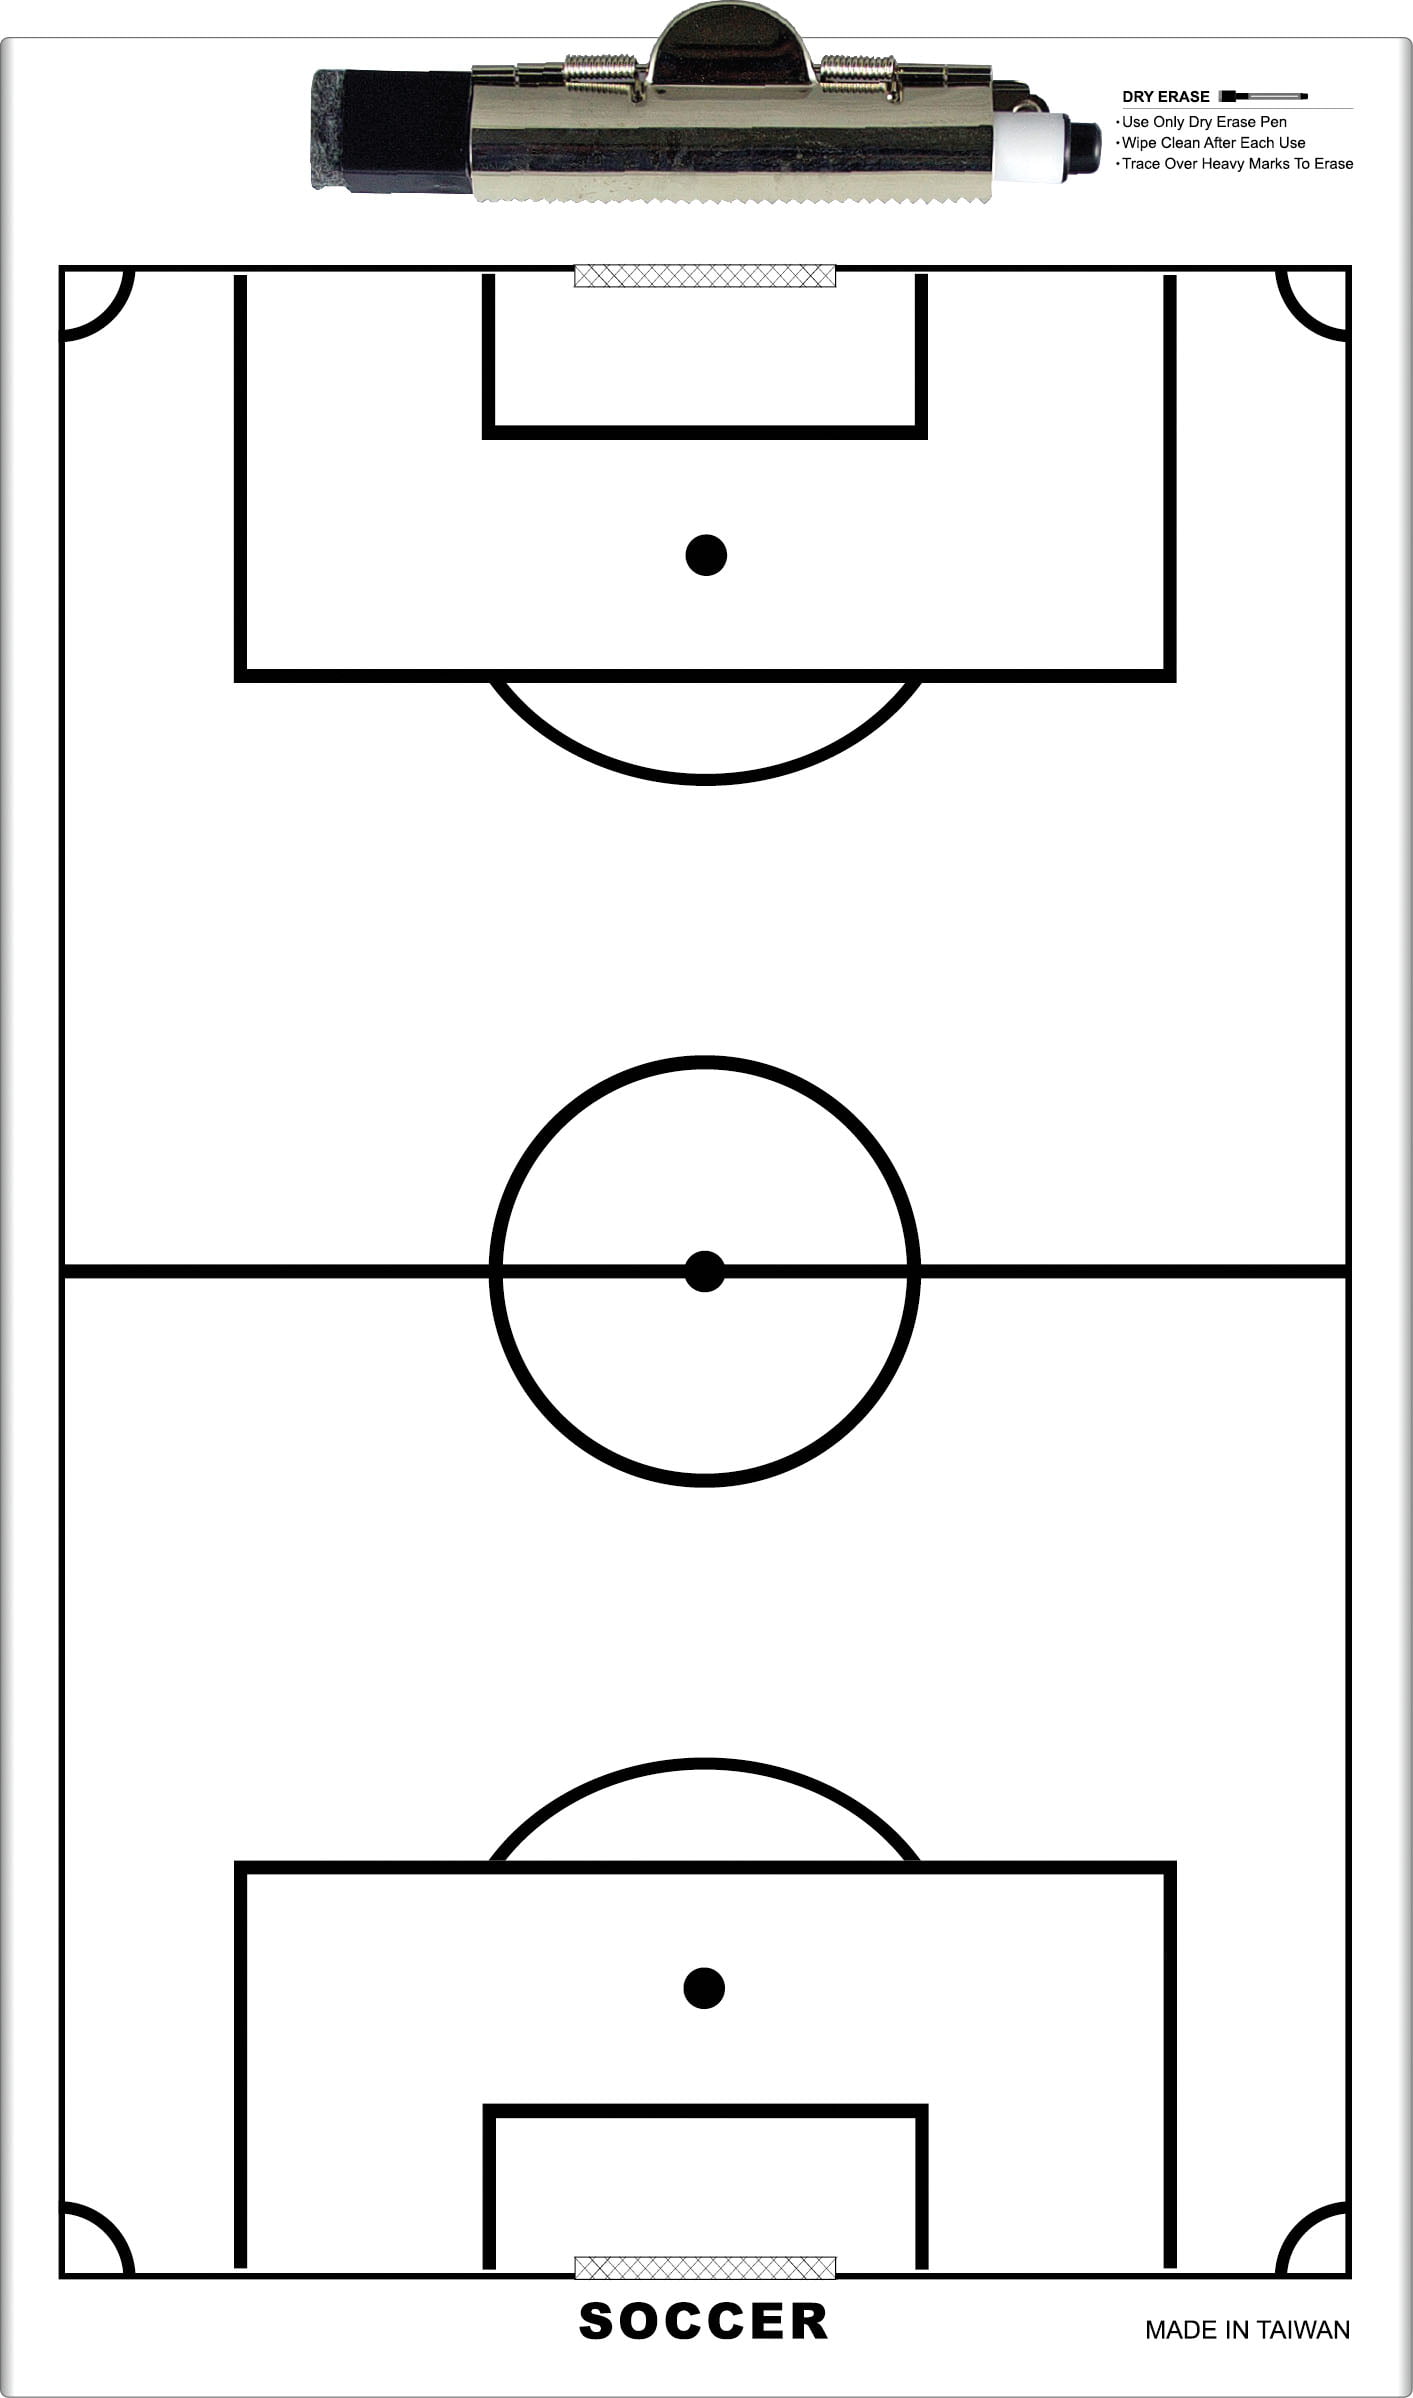 DRY ERASE
·Use Only Dry Erase Pen
·Wipe Clean After Each Use
·Trace Over Heavy Marks To Erase
SOCCER
MADE IN TAIWAN